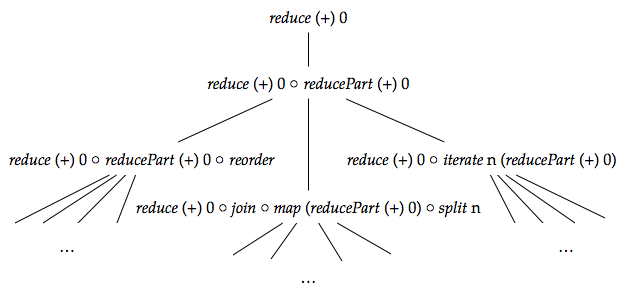 reduce (+) 0
reduce (+) 0 ∘ reducePart (+) 0
reduce (+) 0 ∘ reducePart (+) 0 ∘ reorder
reduce (+) 0 ∘ iterate n (reducePart (+) 0)
reduce (+) 0 ∘ join ∘ map (reducePart (+) 0) ∘ split n
...
...
...